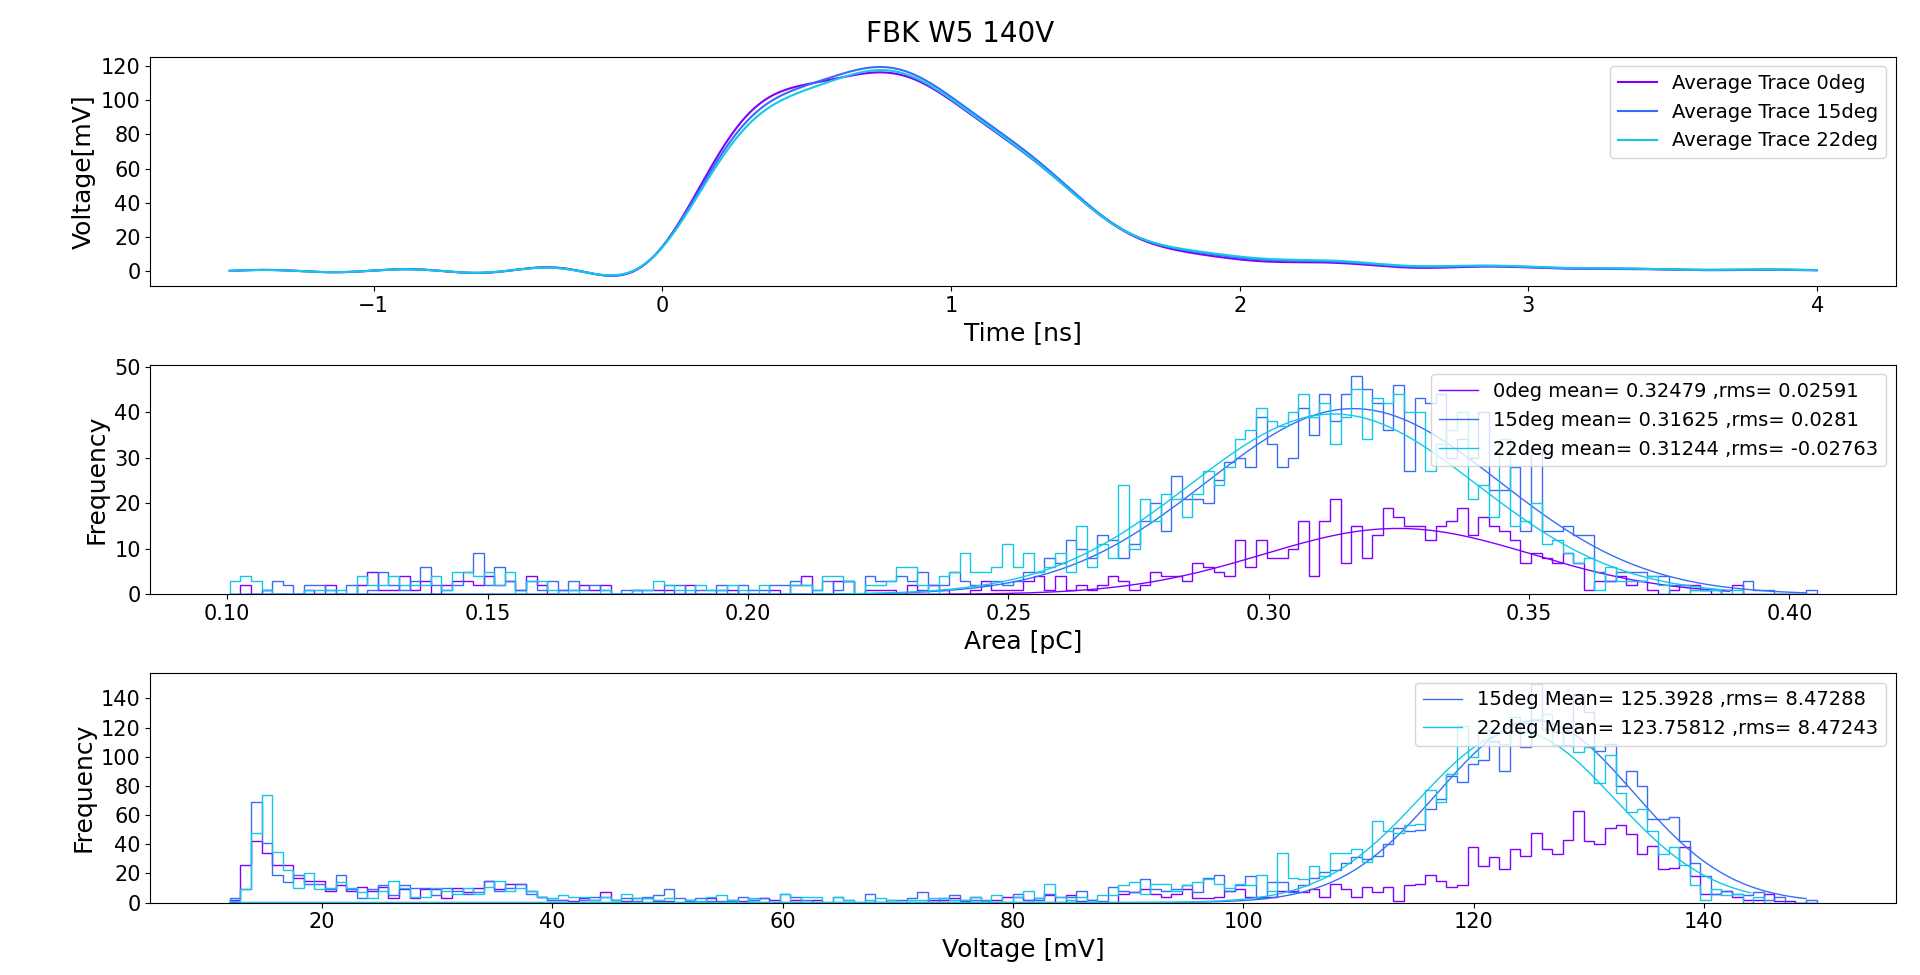 FBK W5 140V
Voltage[mV]
120
100
80
60
40
20
0
Average Trace 0deg
Average Trace 15deg
Average Trace 22deg
−1 0 1 2 3 4
Time [ns]
Frequency
50
40
30
20
10
0
0deg mean= 0.32479 ,rms= 0.02591
15deg mean= 0.31625 ,rms= 0.0281
22deg mean= 0.31244 ,rms= -0.02763
0.10 0.15 0.20 0.25 0.30 0.35 0.40
Area [pC]
Frequency
140
120
100
80
60
40
20
0
15deg Mean= 125.3928 ,rms= 8.47288
22deg Mean= 123.75812 ,rms= 8.47243
20 40 60 80 100 120 140
Voltage [mV]